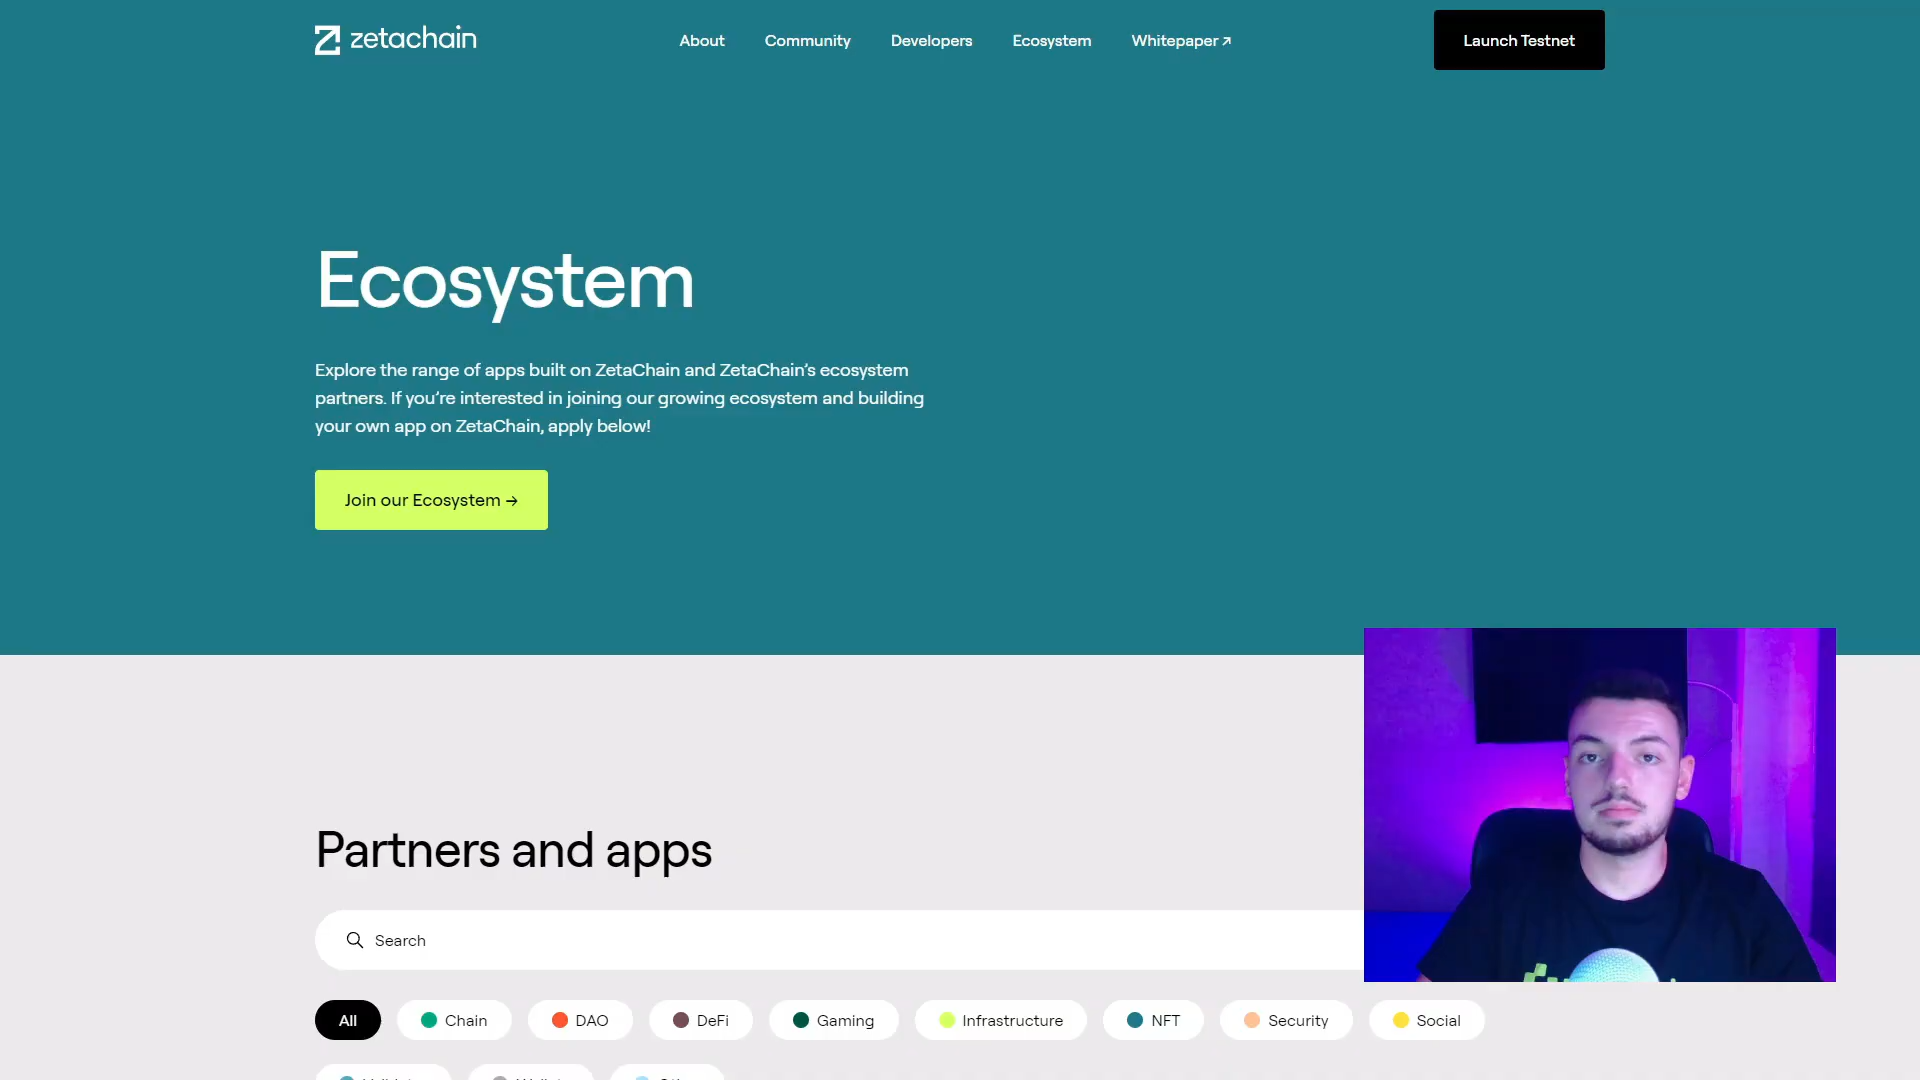 zetachain
About
Community
Developers
Ecosystem
Whitepaper ↗
Launch Testnet
Ecosystem
Explore the range of apps built on ZetaChain and ZetaChain’s ecosystem
partners. If you’re interested in joining our growing ecosystem and building
your own app on ZetaChain, apply below!
Join our Ecosystem →
Partners and apps
Search
All
Chain
DAO
DeFi
Gaming
Infrastructure
NFT
Security
Social